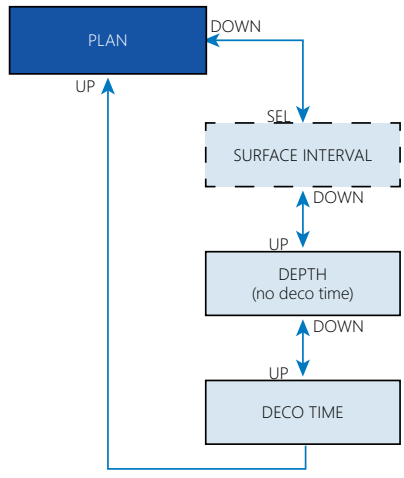 PLAN
DOWN
UP
SEL
SURFACE INTERVAL
DOWN
UP
DEPTH
(no deco time)
DOWN
UP
DECO TIME